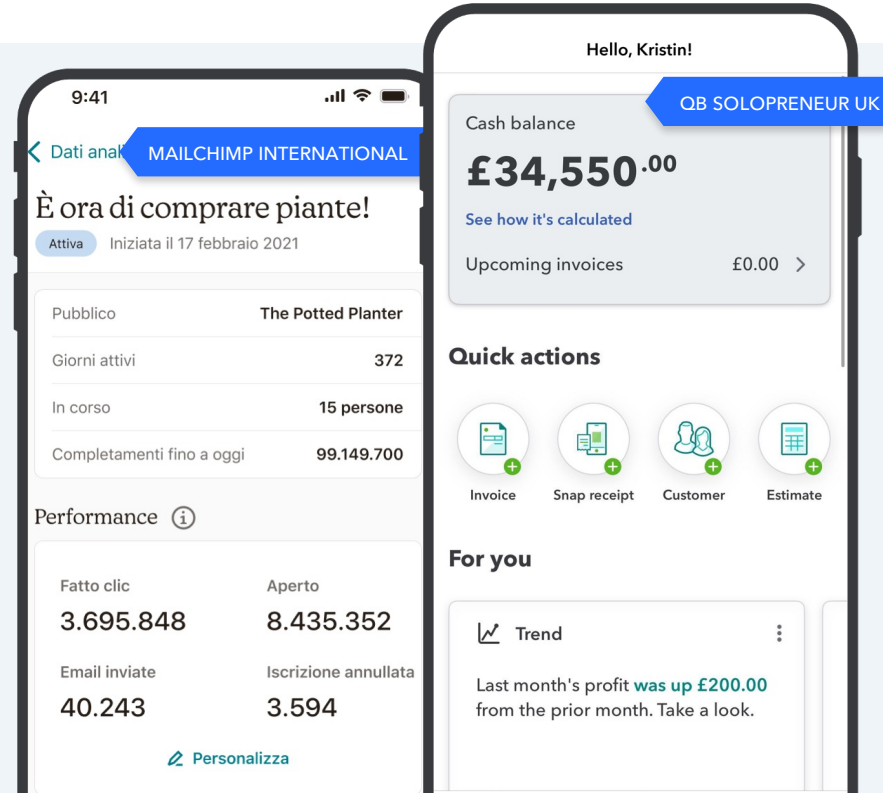 9:41
Dati anal
MAILCHIMP INTERNATIONAL
È ora di comprare piante!
Attiva Iniziata il 17 febbraio 2021
Pubblico The Potted Planter
Giorni attivi 372
In corso 15 persone
Completamenti fino a oggi 99.149.700
Performance
Fatto clic Aperto
3.695.848 8.435.352
Email inviate Iscrizione annullata
40.243 3.594
Personalizza
Hello, Kristin!
QB SOLOPRENEUR UK
Cash balance
£34,550.00
See how it's calculated
Upcoming invoices £0.00
Quick actions
Invoice Snap receipt Customer Estimate
For you
Trend
Last month's profit was up £200.00
from the prior month. Take a look.